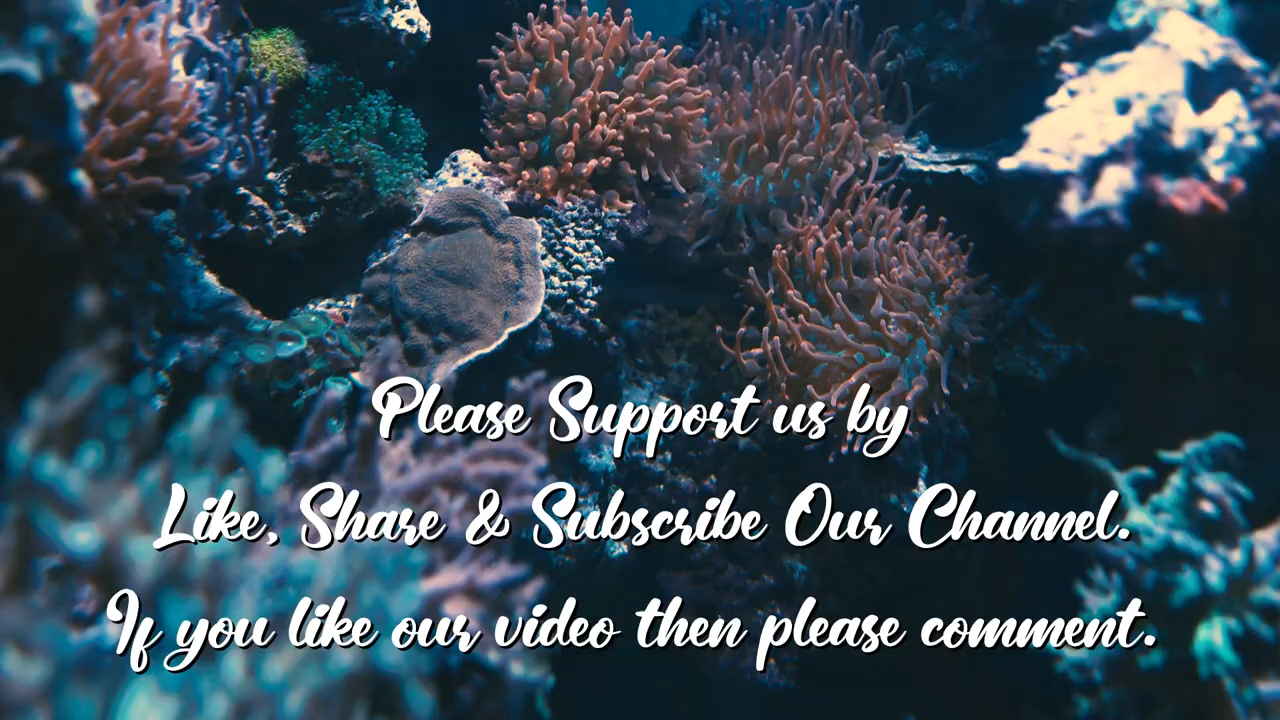 Please Support us by
Like, Share & Subscribe Our Channel.
If you like our video then please comment.